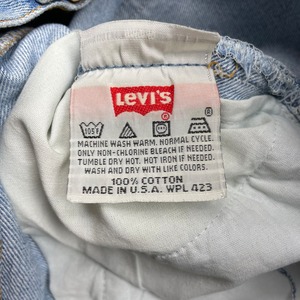 LEVI'S
105F
MACHINE WASH WARM. NORMAL CYCLE.
ONLY NON-CHLORINE BLEACH IF NEEDED.
TUMBLE DRY HOT. HOT IRON IF NEEDED.
WASH AND DRY WITH LIKE COLORS.
100% COTTON
MADE IN U.S.A. WPL 423